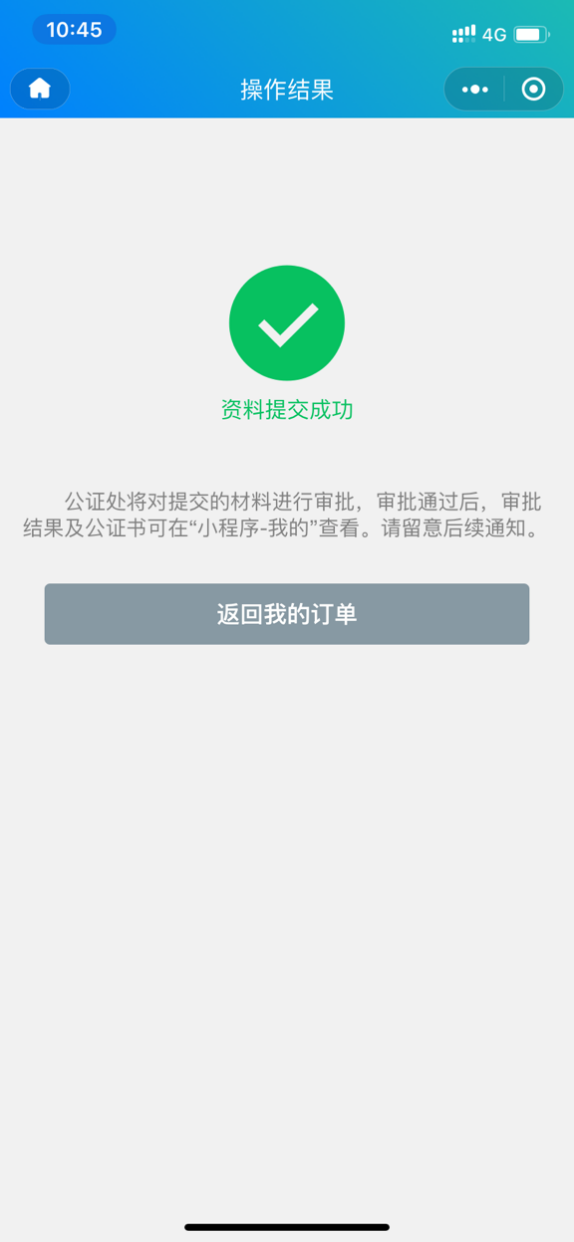 10:45
4G
操作结果
资料提交成功
公证处将对提交的材料进行审批，审批通过后，审批
结果及公证书可在“小程序-我的”查看。请留意后续通知。
返回我的订单